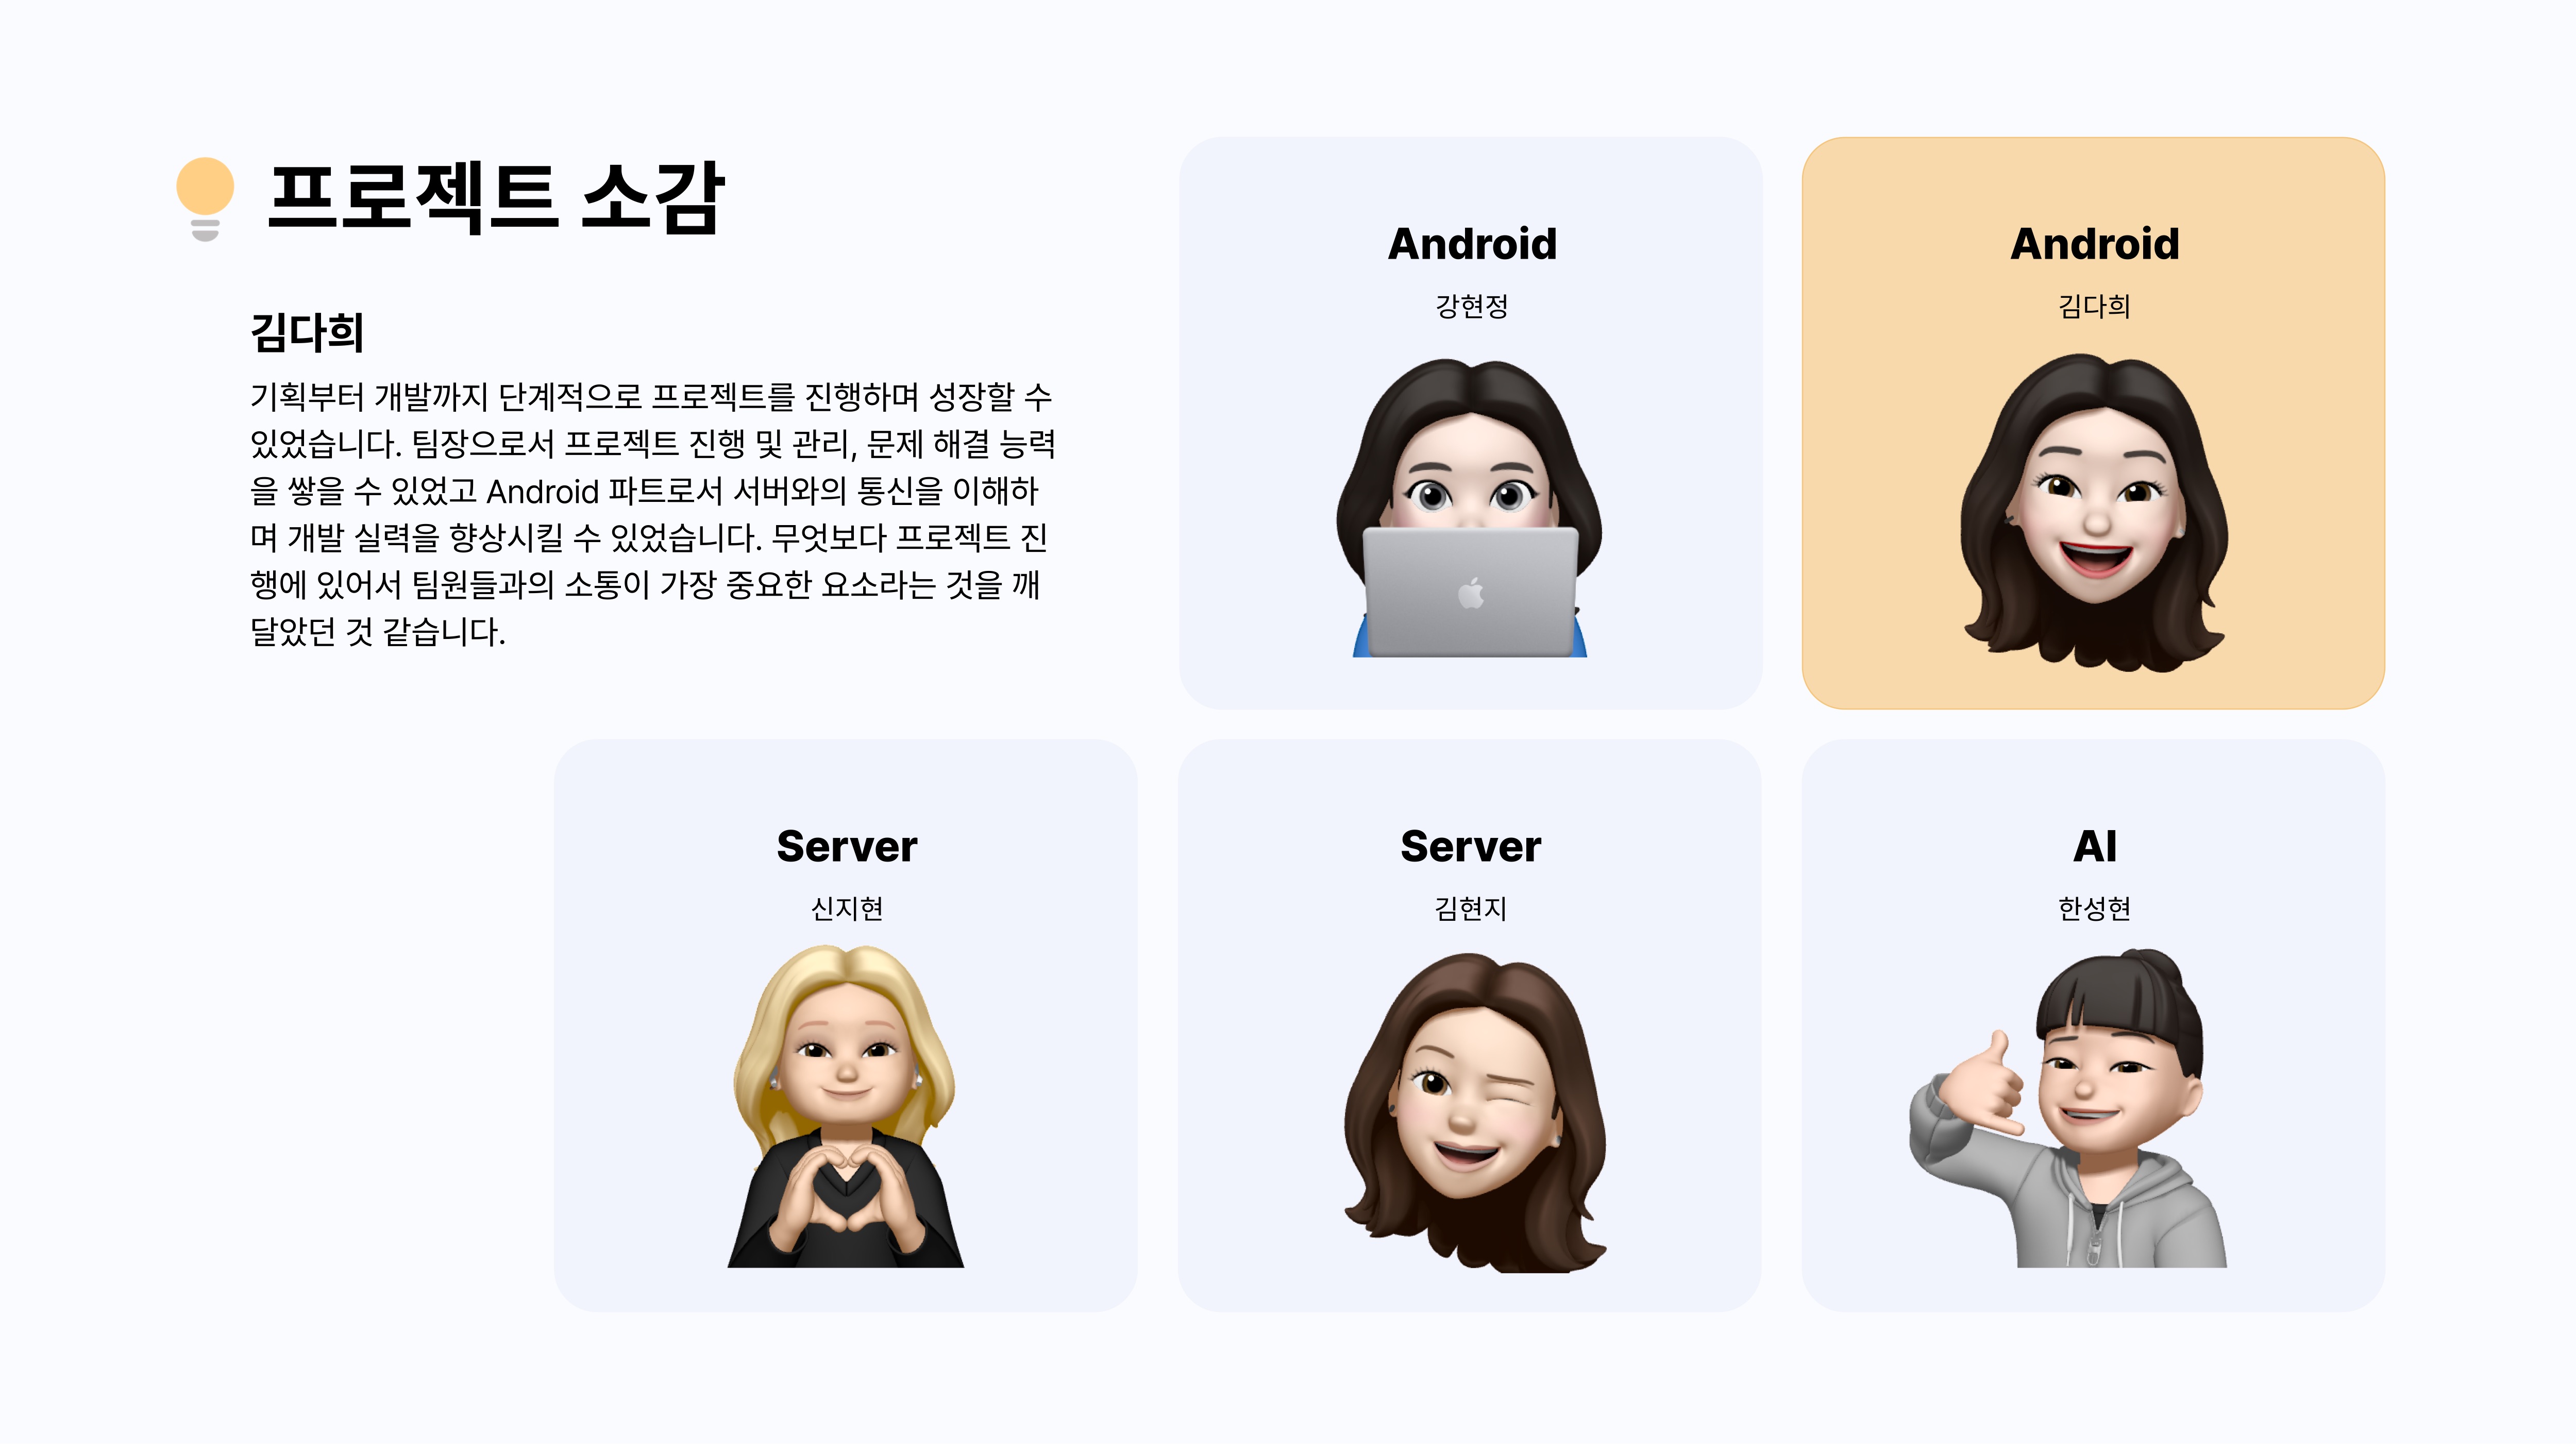 프로젝트 소감
김다희
기획부터 개발까지 단계적으로 프로젝트를 진행하며 성장할 수
있었습니다. 팀장으로서 프로젝트 진행 및 관리, 문제 해결 능력
을 쌓을 수 있었고 Android 파트로서 서버와의 통신을 이해하
며 개발 실력을 향상시킬 수 있었습니다. 무엇보다 프로젝트 진
행에 있어서 팀원들과의 소통이 가장 중요한 요소라는 것을 깨
달았던 것 같습니다.
Android
강현정
Android
김다희
Server
신지현
Server
김현지
AI
한성현